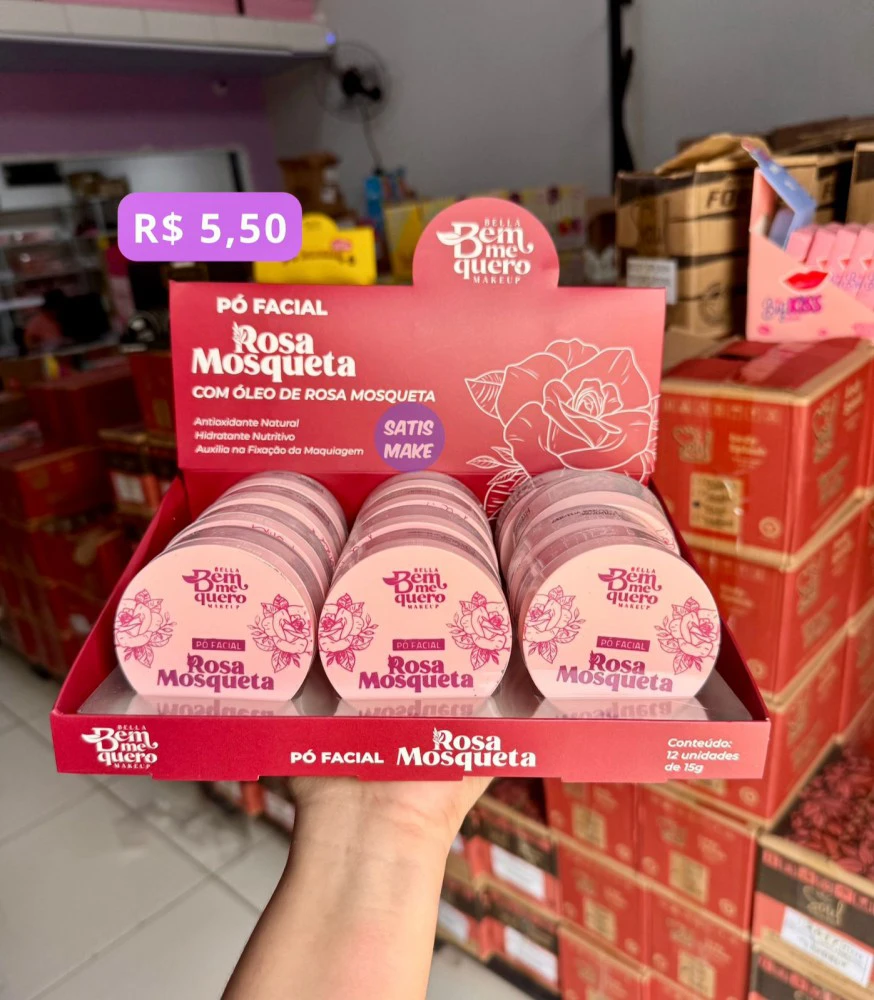 R$ 5,50
BELLA
Bem
me
quero
MAKEUP
PÓ FACIAL
Rosa
Mosqueta
COM ÓLEO DE ROSA MOSQUETA
Antioxidante Natural
Hidratante Nutritivo
Auxilia na Fixação da Maquiagem
SATIS
MAKE
BELLA
Bem
me
quero
MAKEUP
PÓ FACIAL
Rosa
Mosqueta
BELLA
Bem
me
quero
MAKEUP
PÓ FACIAL
Rosa
Mosqueta
BELLA
Bem
me
quero
MAKEUP
PÓ FACIAL
Rosa
Mosqueta
BELLA
Bem
me
quero
MAKEUP
PÓ FACIAL
Rosa
Mosqueta
Conteúdo:
12 unidades
de 15g